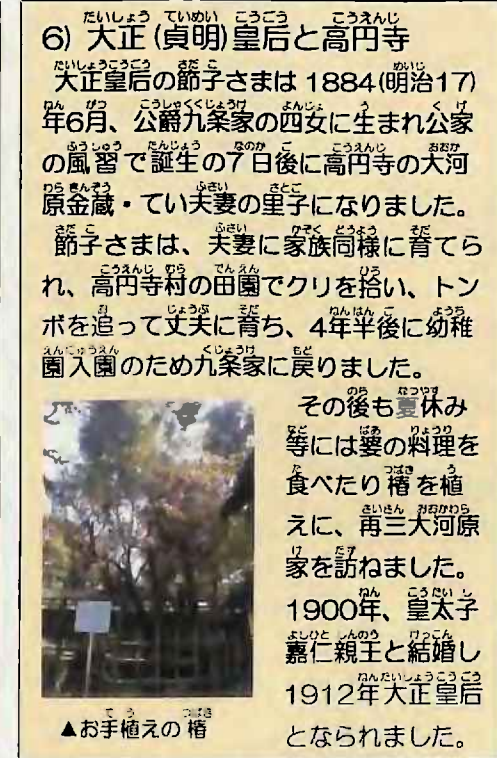 6) 大正(貞明)皇后と高円寺
大正皇后の節子さまは 1884(明治17)
年6月、公爵九条家の四女に生まれ公家
の風習で誕生の7日後に高円寺の大河
原金蔵・てい夫妻の里子になりました。
節子さまは、夫妻に家族同様に育てら
れ、高円寺村の田園でクリを拾い、トン
ボを追って丈夫に育ち、4年半後に幼稚
園入園のため九条家に戻りました。
その後も夏休み
等には婆の料理を
食べたり椿を植
えに、再三大河原
家を訪ねました。
1900年、皇太子
嘉仁親王と結婚し
1912年大正皇后
となられました。
▲お手植えの椿